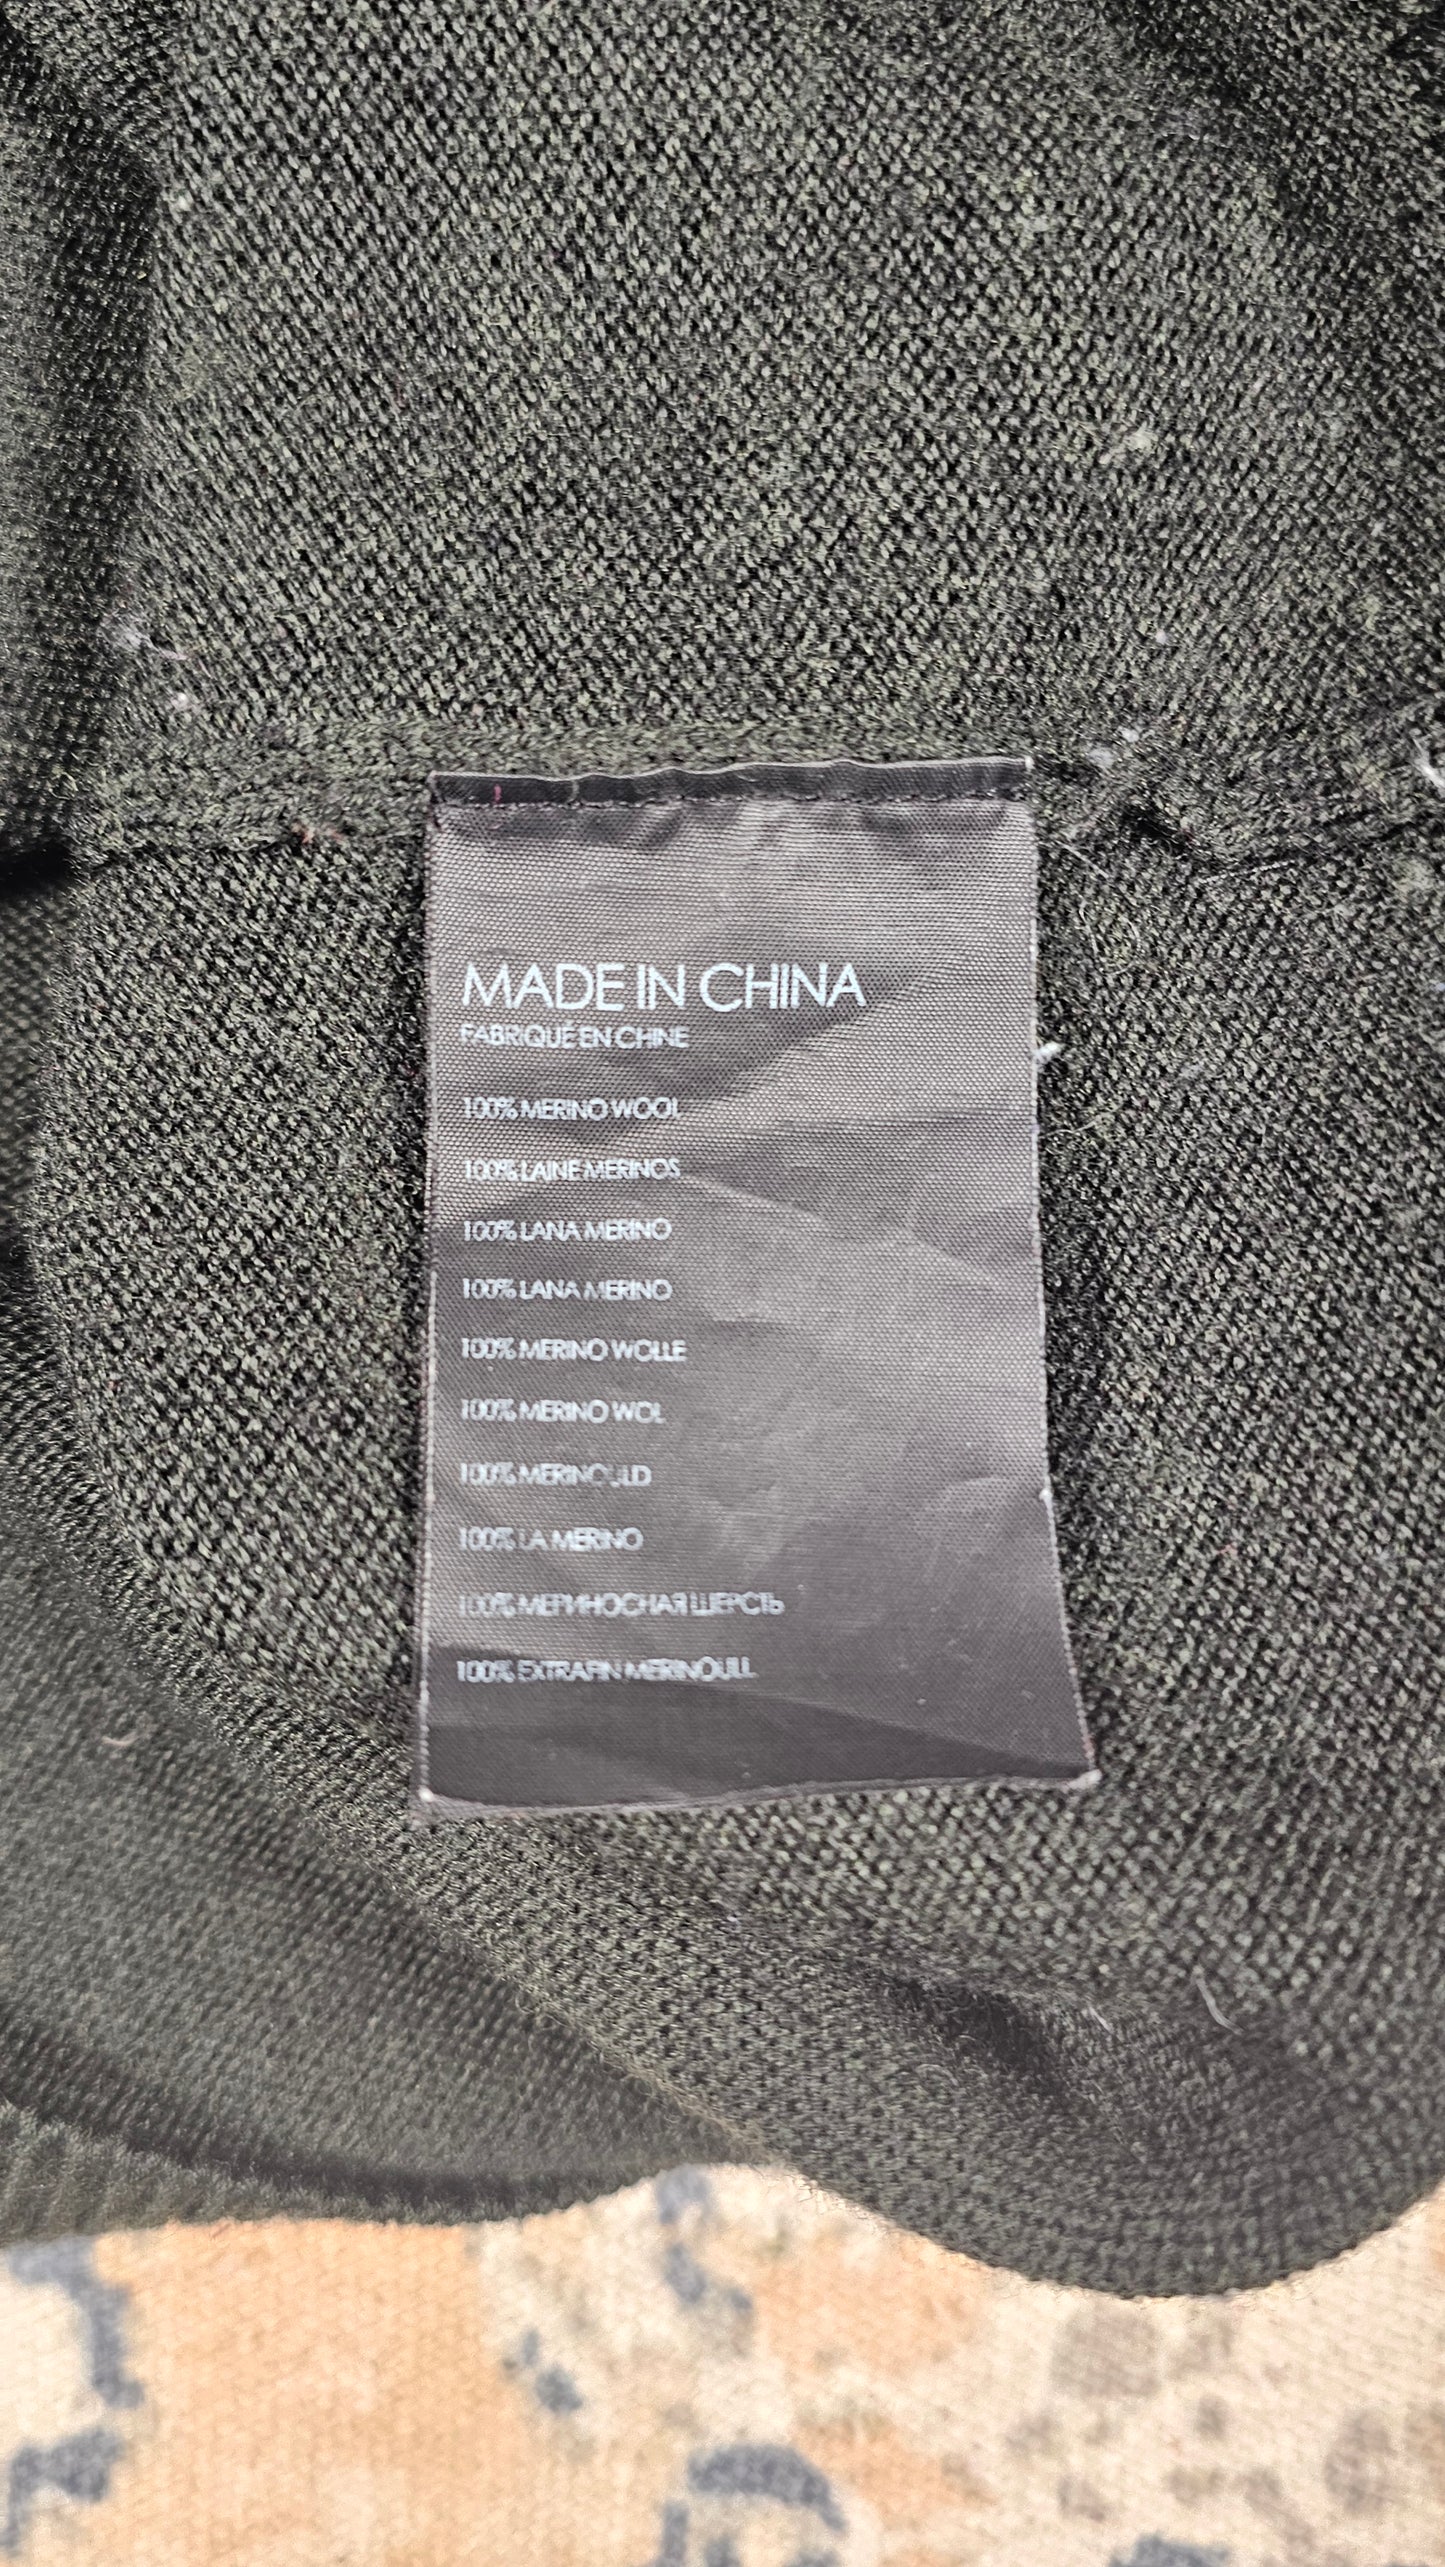 MADE IN CHINA
FABRIQUÉ EN CHINE
100% MERINO WOOL
100% LAINE MERINOS
100% LANA MERINO
100% LANA MERINO
100% MERINO WOLLE
100% MERINO WOL
100% MERINOULD
100% LA MERINO
100% МЕРИНОСНАЯ ШЕРСТЬ
100% EXTRAFIN MERINOULL